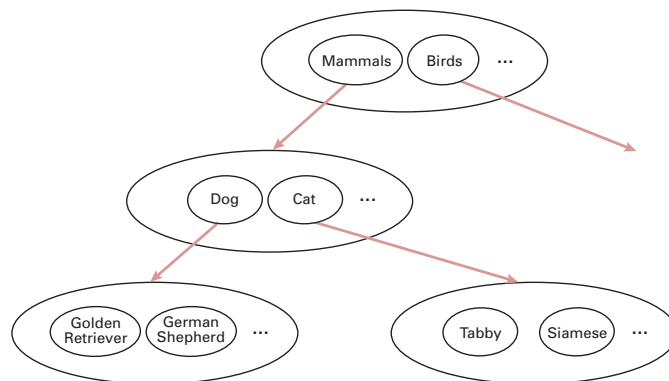 Mammals
Birds
...
Dog
Cat
...
Golden
Retriever
German
Shepherd
...
Tabby
Siamese
...